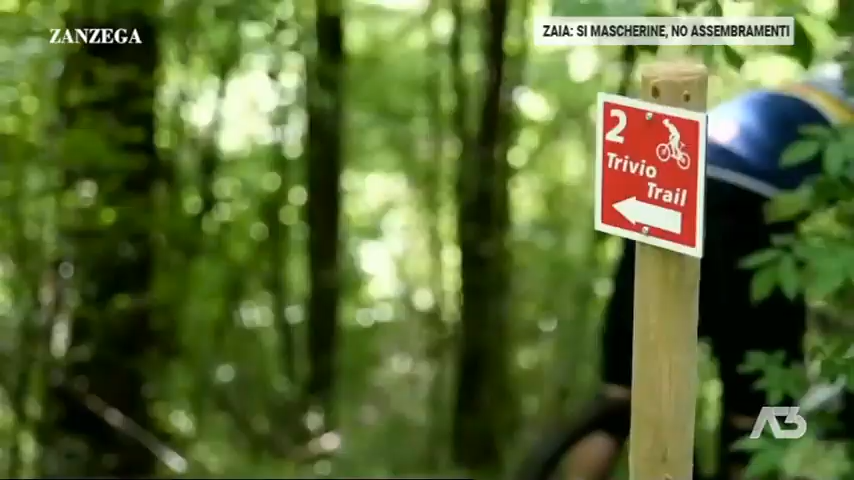 ZANZEGA
ZAIA: SI MASCHERINE, NO ASSEMBRAMENTI
2
Trivio
Trail
A3